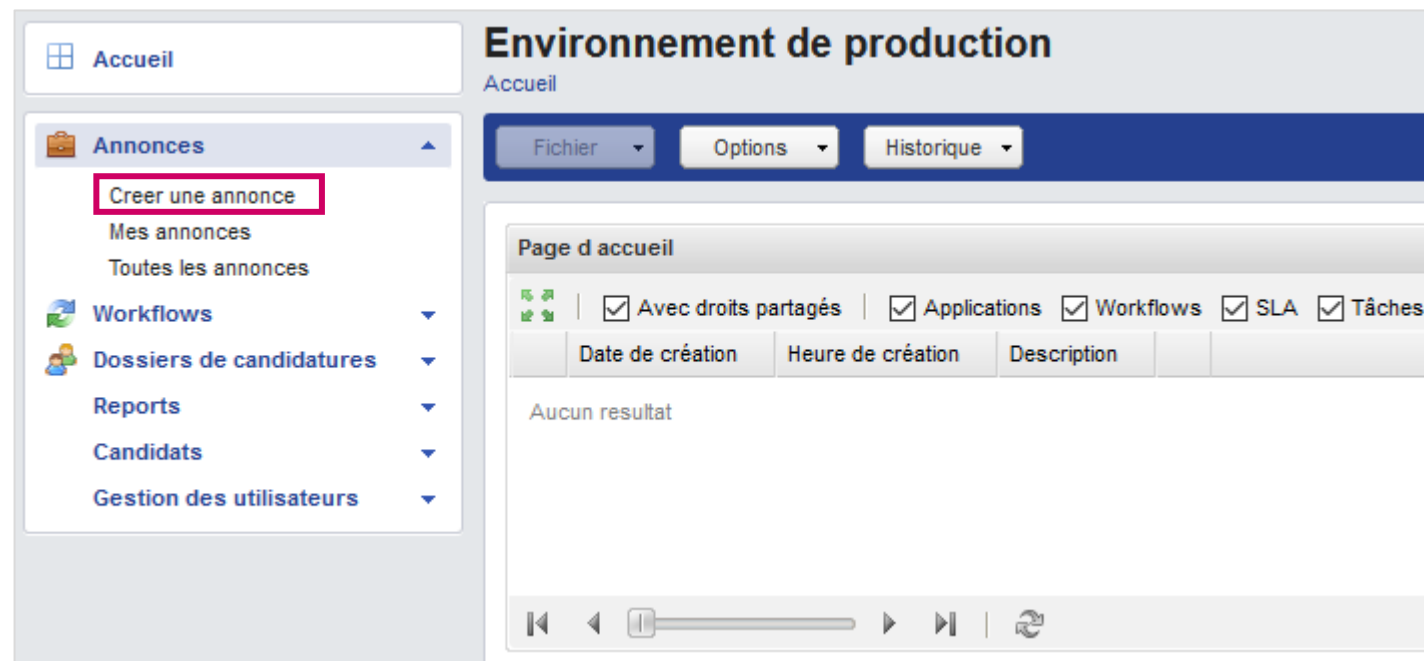 Accueil
Annonces
Creer une annonce
Mes annonces
Toutes les annonces
Workflows
Dossiers de candidatures
Reports
Candidats
Gestion des utilisateurs
Environnement de production
Accueil
Fichier Options Historique
Page d accueil
Avec droits partagés Applications Workflows SLA Tâches
Date de création Heure de création Description
Aucun resultat